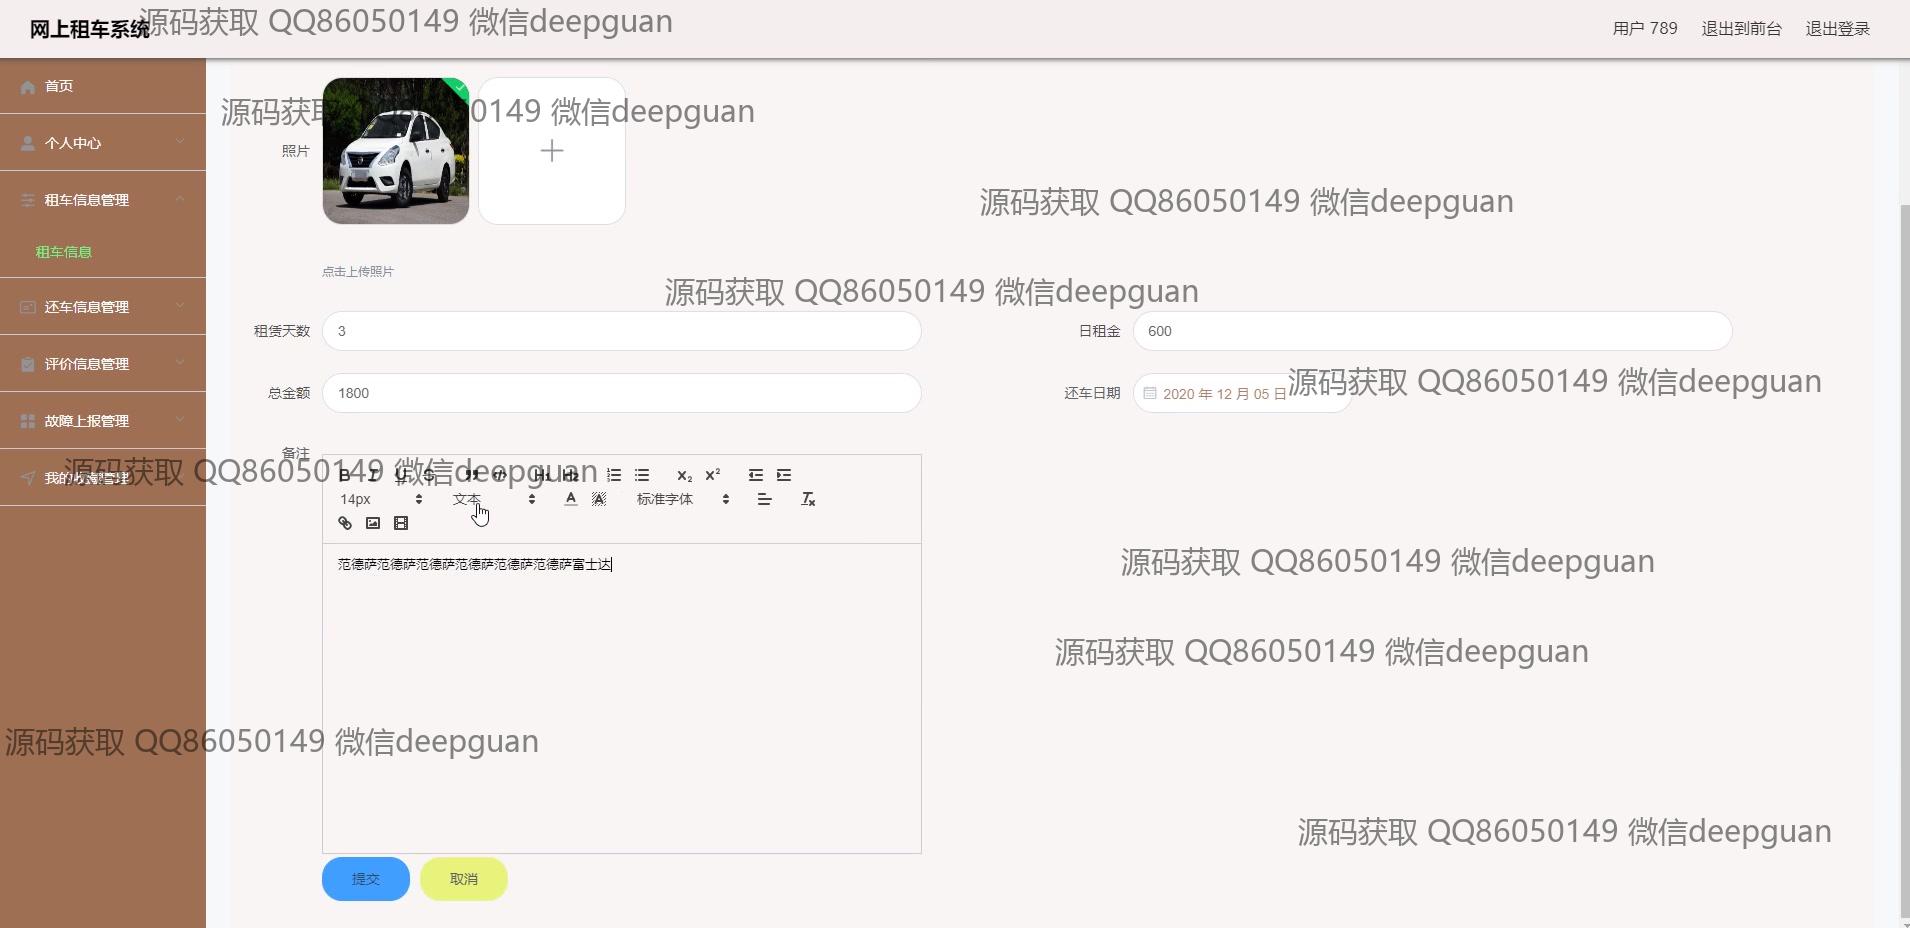 网上租车系统
源码获取 QQ86050149 微信deepguan
用户 789 退出到前台 退出登录
首页
源码获取 QQ86050149 微信deepguan
个人中心
照片
租车信息管理
源码获取 QQ86050149 微信deepguan
租车信息
点击上传照片
源码获取 QQ86050149 微信deepguan
还车信息管理
租赁天数 3
日租金 600
评价信息管理
总金额 1800
还车日期 2020 年 12 月 05 日
源码获取 QQ86050149 微信deepguan
故障上报管理
备注
我的收藏管理
源码获取 QQ86050149 微信deepguan
B I U S H1 H2 X2 X2
14px 文本 A A 标准字体 Tx
范德萨范德萨范德萨范德萨范德萨范德萨富士达
源码获取 QQ86050149 微信deepguan
源码获取 QQ86050149 微信deepguan
源码获取 QQ86050149 微信deepguan
源码获取 QQ86050149 微信deepguan
提交 取消